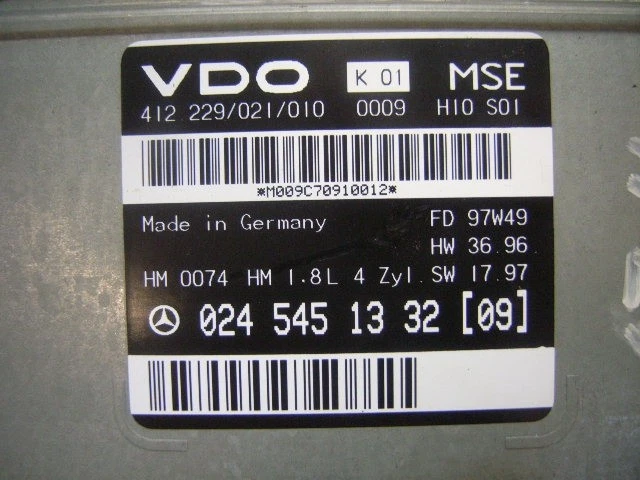 VDO K 01 MSE
412 229/021/010 0009 H10 S01
*M009C70910012*
Made in Germany FD 97W49
HW 36.96
HM 0074 HM 1.8L 4 Zyl. SW 17.97
024 545 13 32 [09]